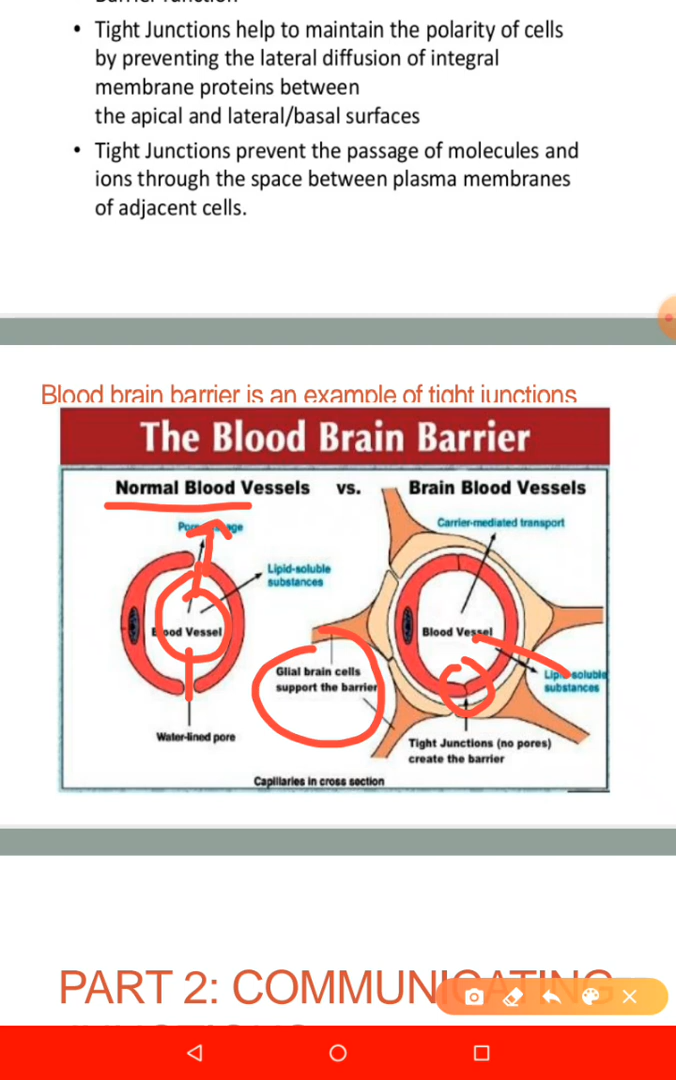 • Tight Junctions help to maintain the polarity of cells
by preventing the lateral diffusion of integral
membrane proteins between
the apical and lateral/basal surfaces
• Tight Junctions prevent the passage of molecules and
ions through the space between plasma membranes
of adjacent cells.
Blood brain barrier is an example of tight junctions
The Blood Brain Barrier
Normal Blood Vessels vs. Brain Blood Vessels
Carrier-mediated transport
Lipid-soluble
substances
Blood Vessel
Blood Vessel
Glial brain cells
support the barrier
Lipid-soluble
substances
Water-lined pore
Tight Junctions (no pores)
create the barrier
Capillaries in cross section
PART 2: COMMUNICATING